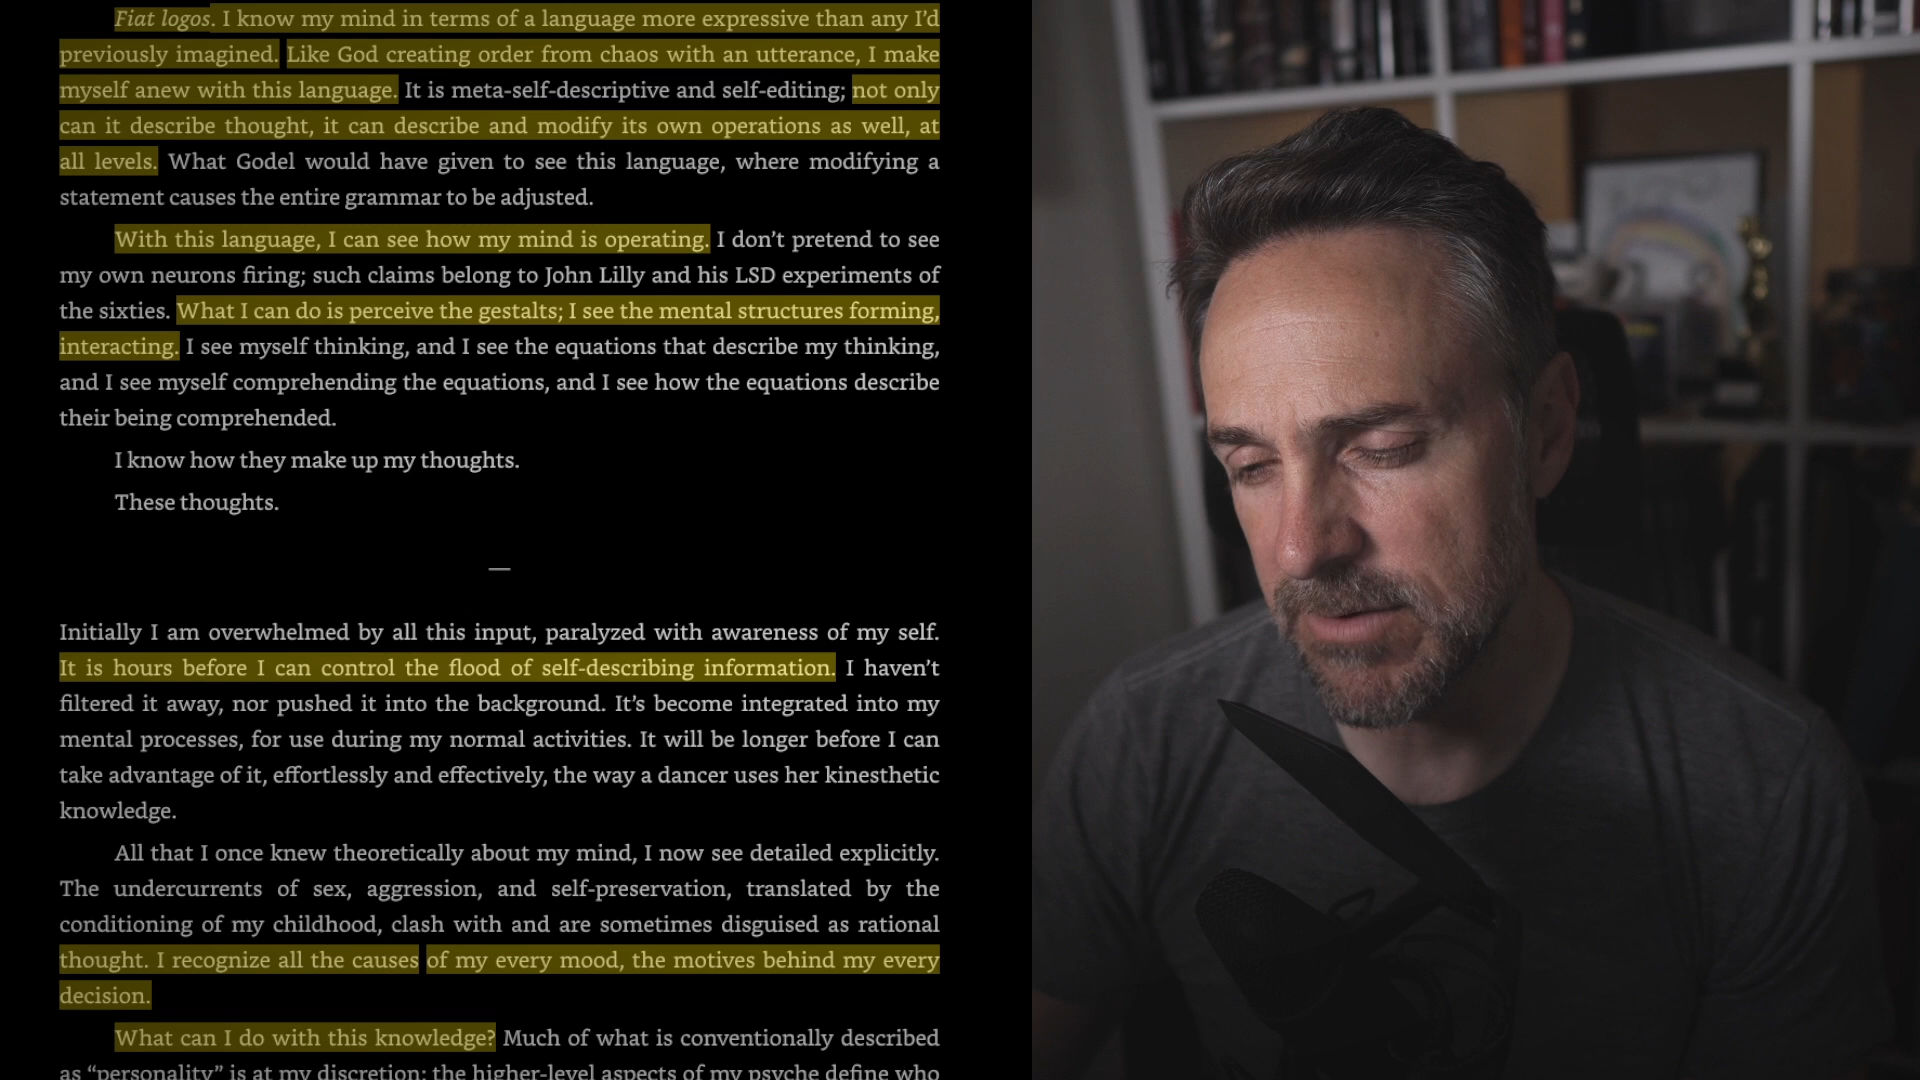 Fiat logos. I know my mind in terms of a language more expressive than any I’d
previously imagined. Like God creating order from chaos with an utterance, I make
myself anew with this language. It is meta-self-descriptive and self-editing; not only
can it describe thought, it can describe and modify its own operations as well, at
all levels. What Godel would have given to see this language, where modifying a
statement causes the entire grammar to be adjusted.
With this language, I can see how my mind is operating. I don’t pretend to see
my own neurons firing; such claims belong to John Lilly and his LSD experiments of
the sixties. What I can do is perceive the gestalts; I see the mental structures forming,
interacting. I see myself thinking, and I see the equations that describe my thinking,
and I see myself comprehending the equations, and I see how the equations describe
their being comprehended.
I know how they make up my thoughts.
These thoughts.
—
Initially I am overwhelmed by all this input, paralyzed with awareness of my self.
It is hours before I can control the flood of self-describing information. I haven’t
filtered it away, nor pushed it into the background. It’s become integrated into my
mental processes, for use during my normal activities. It will be longer before I can
take advantage of it, effortlessly and effectively, the way a dancer uses her kinesthetic
knowledge.
All that I once knew theoretically about my mind, I now see detailed explicitly.
The undercurrents of sex, aggression, and self-preservation, translated by the
conditioning of my childhood, clash with and are sometimes disguised as rational
thought. I recognize all the causes of my every mood, the motives behind my every
decision.
What can I do with this knowledge? Much of what is conventionally described
as “personality” is at my discretion; the higher-level aspects of my psyche define who